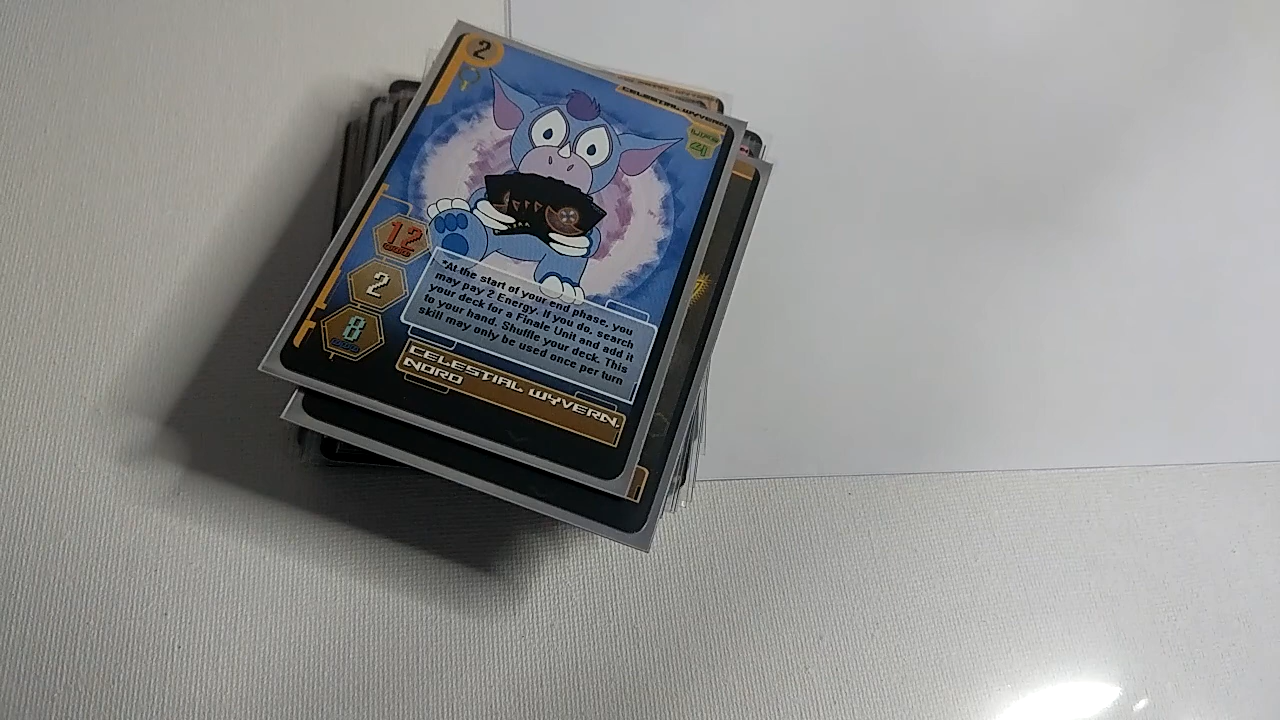 2
CELESTIAL WYVERN
12
2
8
*At the start of your end phase, you
may pay 2 Energy. If you do, search
your deck for a Finale Unit and add it
to your hand. Shuffle your deck. This
skill may only be used once per turn
CELESTIAL WYVERN,
NORD